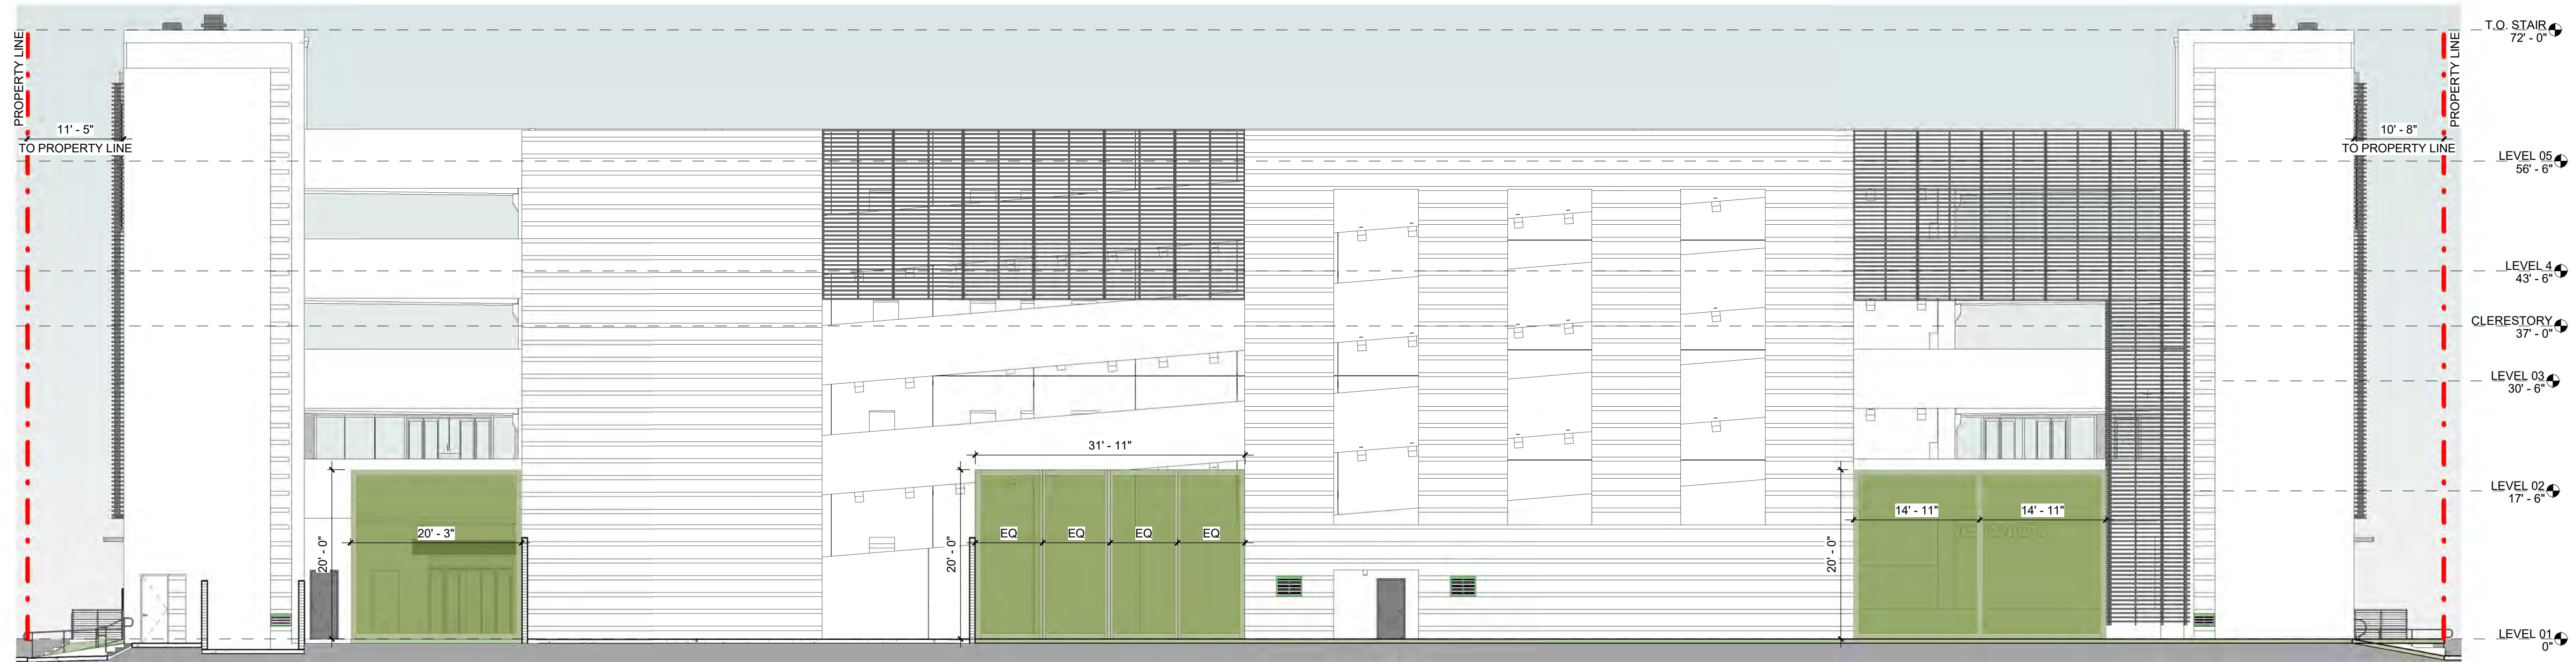 PROPERTY LINE
11' - 5"
TO PROPERTY LINE
20' - 0"
20' - 3"
31' - 11"
20' - 0"
EQ
EQ
EQ
EQ
20' - 0"
14' - 11"
14' - 11"
10' - 8"
TO PROPERTY LINE
PROPERTY LINE
T.O. STAIR
72' - 0"
LEVEL 05
56' - 6"
LEVEL 4
43' - 6"
CLERESTORY
37' - 0"
LEVEL 03
30' - 6"
LEVEL 02
17' - 6"
LEVEL 01
0"